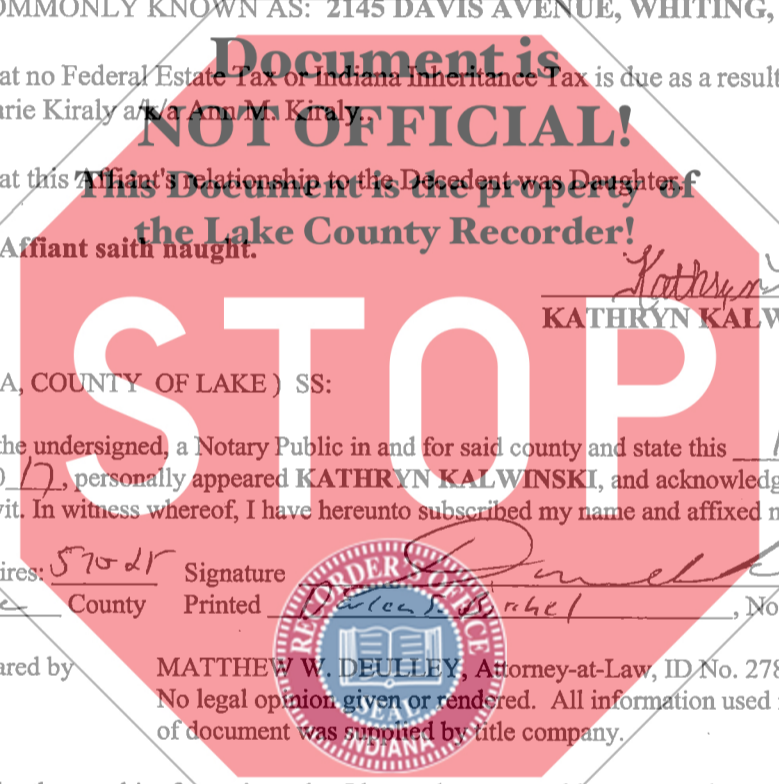 OMMONLY KNOWN AS: 2145 DAVIS AVENUE, WHITING,
Document is
at no Federal Estate Tax or Indiana Inheritance Tax is due as a result
arie Kiraly a/k/a Ann M. Kiraly.
NOT OFFICIAL!
at this Affiant's relationship to the Decedent was Daughter.
This Document is the property of
the Lake County Recorder!
Affiant saith naught.
Kathryn
KATHRYN KALW
STOP
A, COUNTY OF LAKE ) SS:
the undersigned, a Notary Public in and for said county and state this
17, personally appeared KATHRYN KALWINSKI, and acknowledg
vit. In witness whereof, I have hereunto subscribed my name and affixed m
ires: Signature
County Printed , No
ared by MATTHEW W. DEULLEY, Attorney-at-Law, ID No. 278
No legal opinion given or rendered. All information used
of document was supplied by title company.
RECORDER'S OFFICE
SEAL
INDIANA